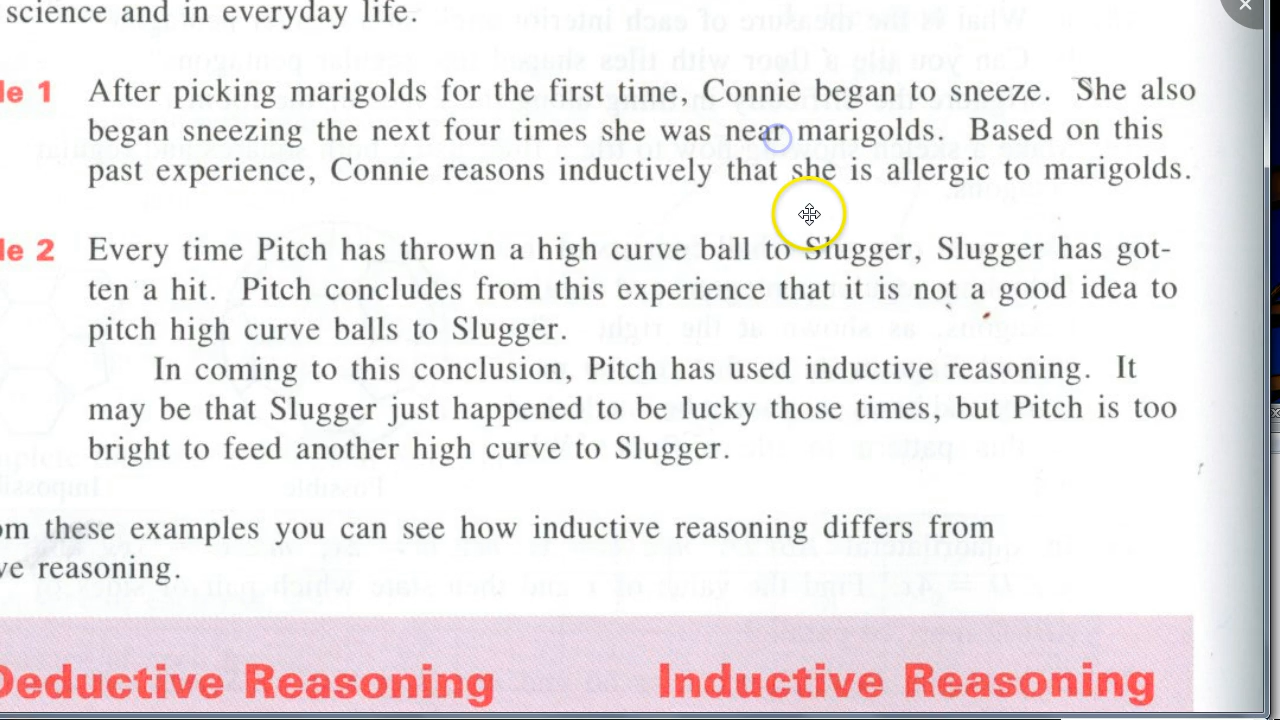 science and in everyday life.
le 1 After picking marigolds for the first time, Connie began to sneeze. She also
began sneezing the next four times she was near marigolds. Based on this
past experience, Connie reasons inductively that she is allergic to marigolds.
le 2 Every time Pitch has thrown a high curve ball to Slugger, Slugger has got-
ten a hit. Pitch concludes from this experience that it is not a good idea to
pitch high curve balls to Slugger.
In coming to this conclusion, Pitch has used inductive reasoning. It
may be that Slugger just happened to be lucky those times, but Pitch is too
bright to feed another high curve to Slugger.
om these examples you can see how inductive reasoning differs from
ve reasoning.
Deductive Reasoning Inductive Reasoning